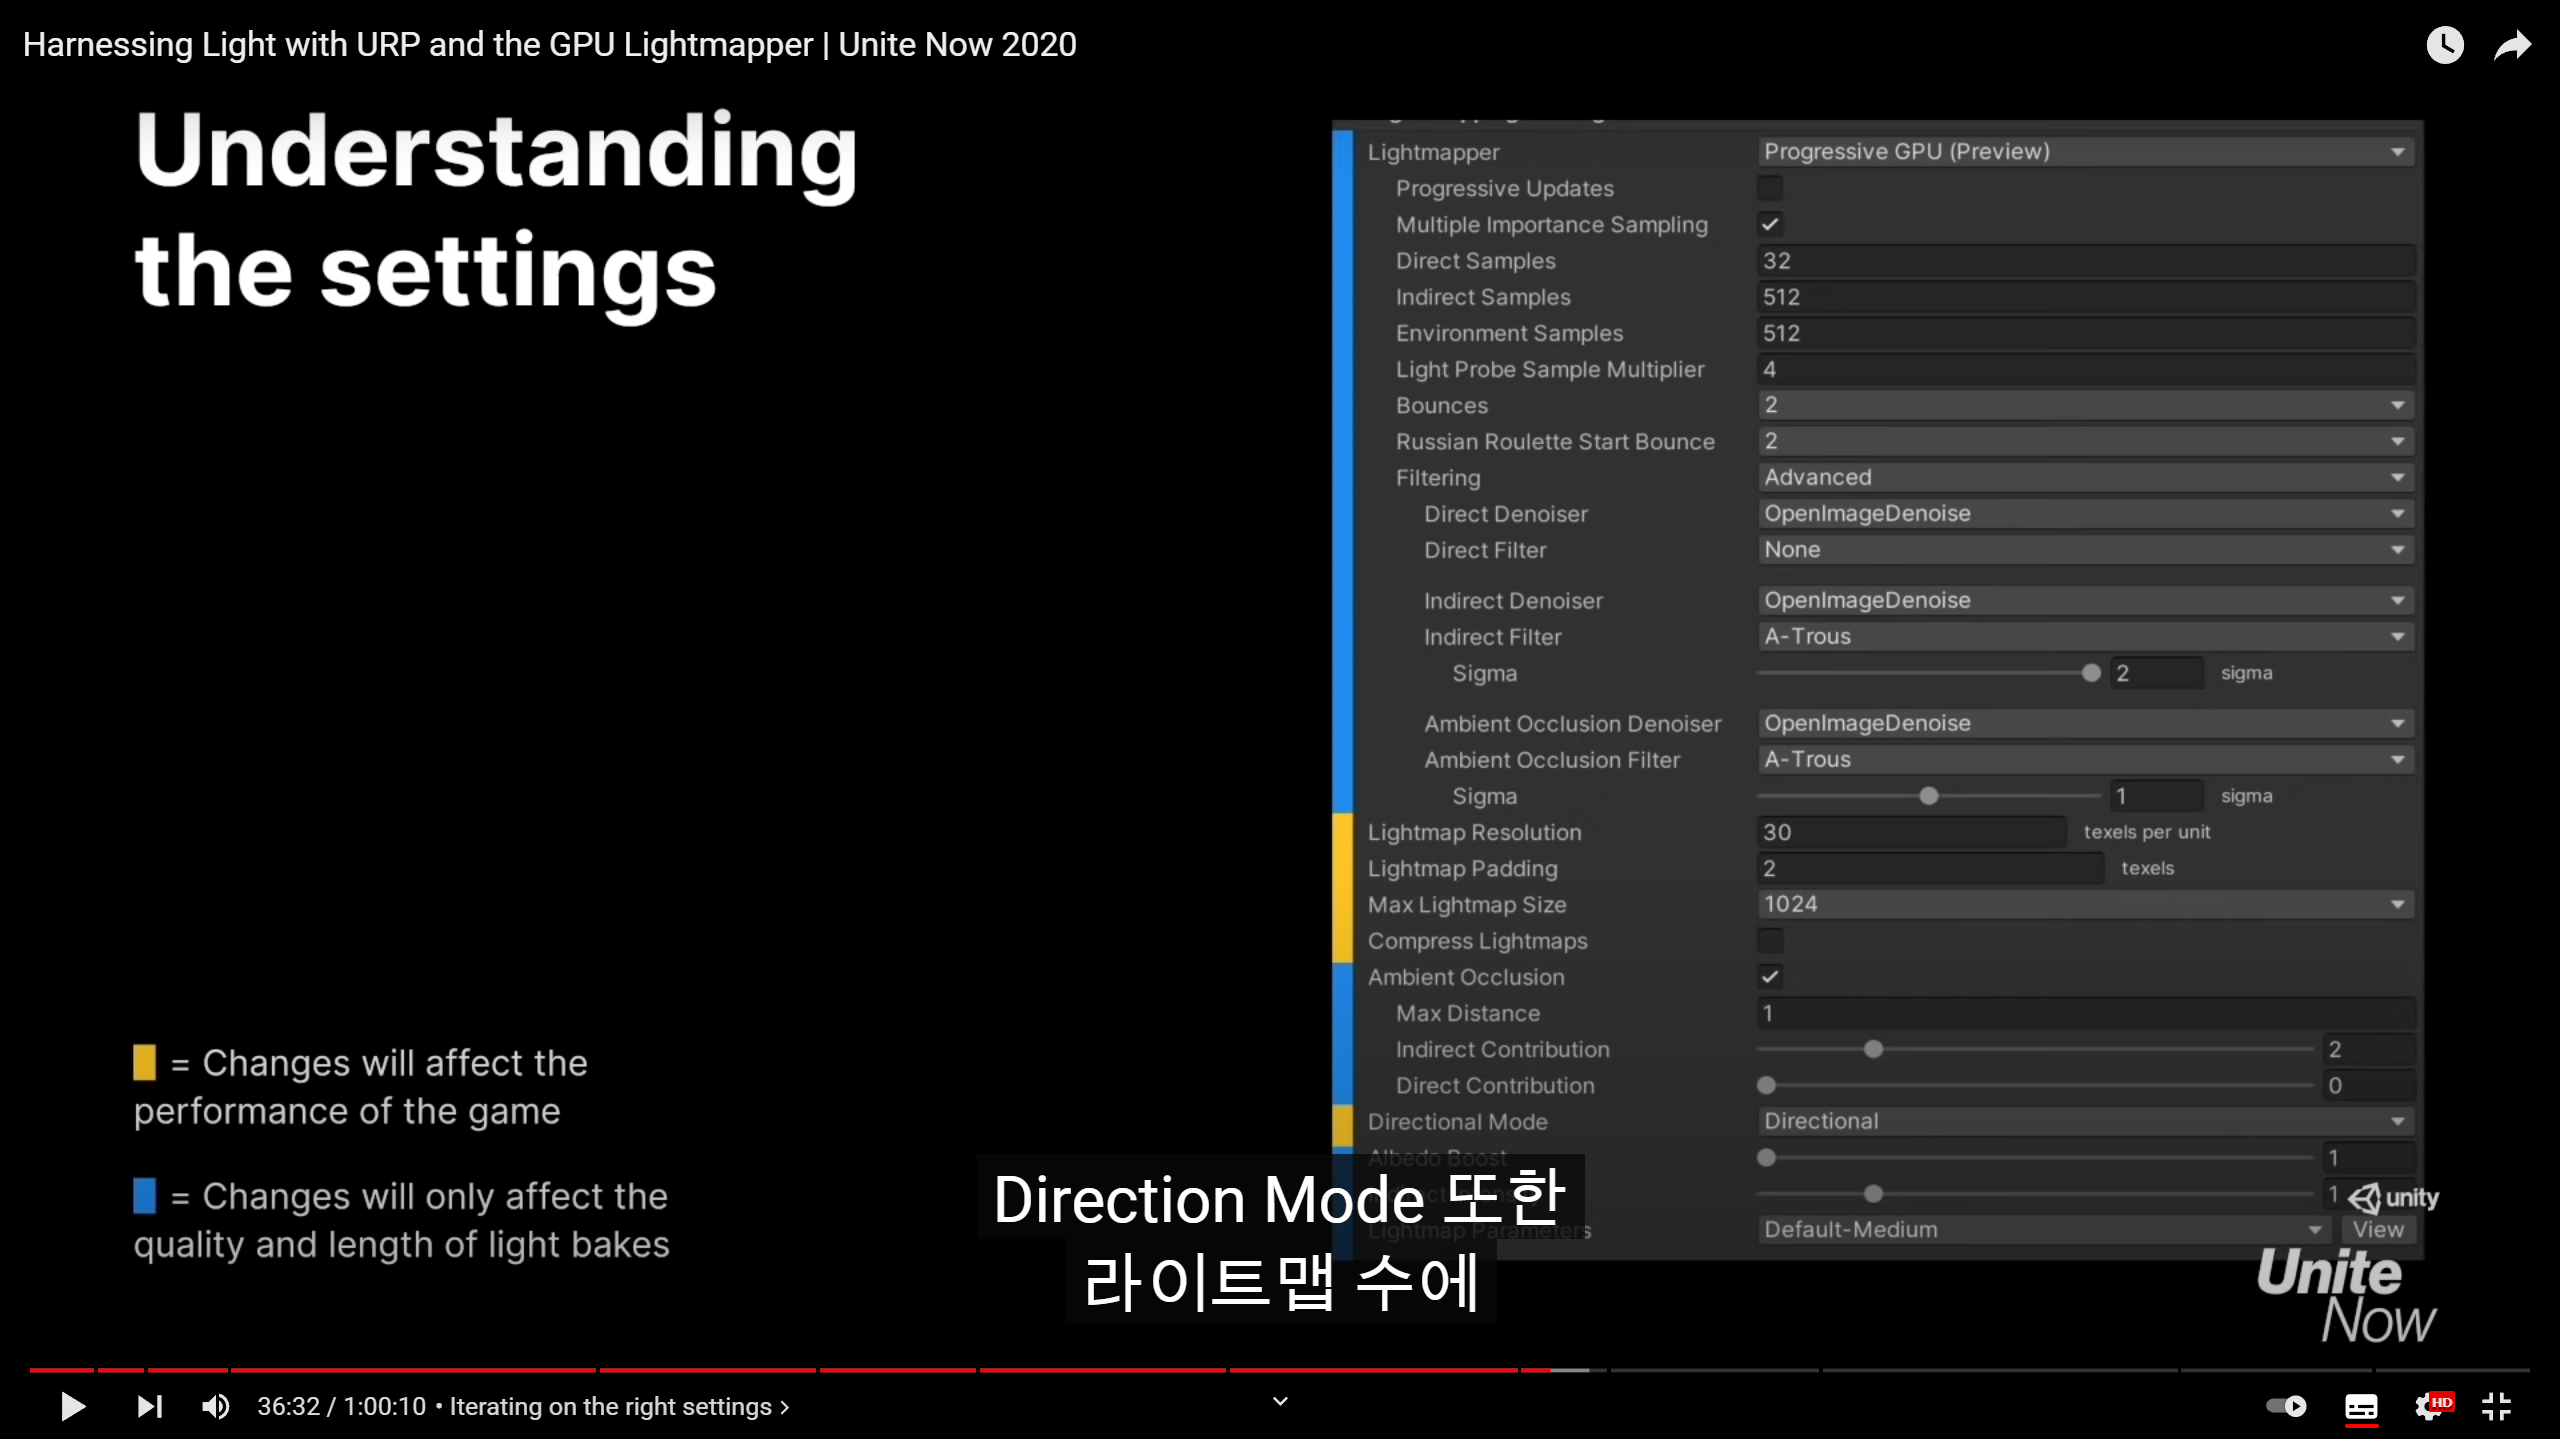 Harnessing Light with URP and the GPU Lightmapper | Unite Now 2020
Understanding
the settings
Lightmapper Progressive GPU (Preview)
Progressive Updates
Multiple Importance Sampling
Direct Samples 32
Indirect Samples 512
Environment Samples 512
Light Probe Sample Multiplier 4
Bounces 2
Russian Roulette Start Bounce 2
Filtering Advanced
Direct Denoiser OpenImageDenoise
Direct Filter None
Indirect Denoiser OpenImageDenoise
Indirect Filter A-Trous
Sigma 2 sigma
Ambient Occlusion Denoiser OpenImageDenoise
Ambient Occlusion Filter A-Trous
Sigma 1 sigma
Lightmap Resolution 30 texels per unit
Lightmap Padding 2 texels
Max Lightmap Size 1024
Compress Lightmaps
Ambient Occlusion
Max Distance 1
Indirect Contribution 2
Direct Contribution 0
Directional Mode Directional
Albedo Boost 1
1
Lightmap Parameters Default-Medium View
= Changes will affect the
performance of the game
= Changes will only affect the
quality and length of light bakes
Direction Mode 또한
라이트맵 수에
unity
Unite
Now
36:32 / 1:00:10 • Iterating on the right settings ›
HD